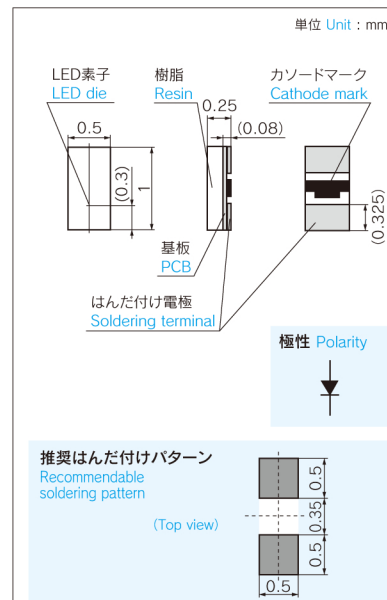 単位 Unit : mm
LED素子
LED die
樹脂
Resin
カソードマーク
Cathode mark
0.5
0.25
(0.08)
(0.3)
1
(0.325)
基板
PCB
はんだ付け電極
Soldering terminal
極性 Polarity
推奨はんだ付けパターン
Recommendable
soldering pattern
(Top view)
0.5
0.35
0.5
0.5